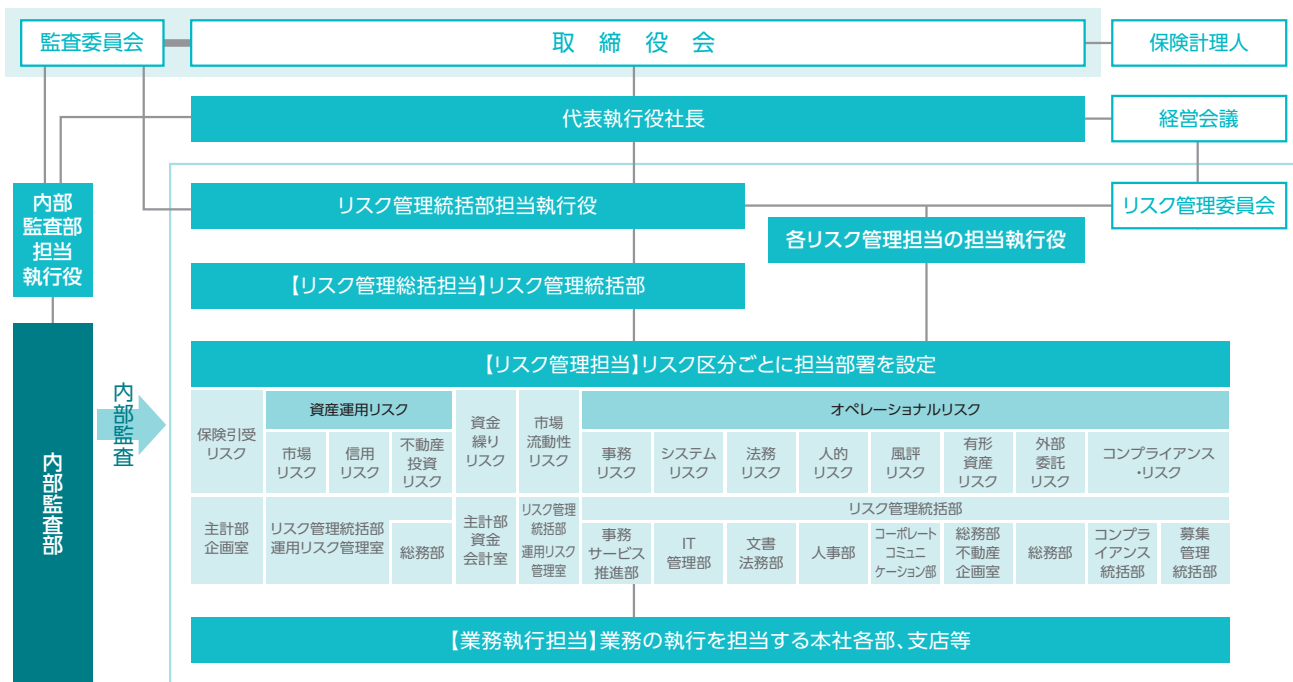 監査委員会
取締役会
保険計理人
代表執行役社長
経営会議
内部
監査部
担当
執行役
リスク管理統括部担当執行役
リスク管理委員会
各リスク管理担当の担当執行役
【リスク管理総括担当】リスク管理統括部
内部監査部
内部監査
【リスク管理担当】リスク区分ごとに担当部署を設定
保険引受
リスク
資産運用リスク
市場
リスク
信用
リスク
不動産
投資
リスク
資金
繰り
リスク
市場
流動性
リスク
オペレーショナルリスク
事務
リスク
システム
リスク
法務
リスク
人的
リスク
風評
リスク
有形
資産
リスク
外部
委託
リスク
コンプライアンス
・リスク
主計部
企画室
リスク管理統括部
運用リスク管理室
総務部
主計部
資金
会計室
リスク管理
統括部
運用リスク
管理室
リスク管理統括部
事務
サービス
推進部
IT
管理部
文書
法務部
人事部
コーポレート
コミュニ
ケーション部
総務部
不動産
企画室
総務部
コンプラ
イアンス
統括部
募集
管理
統括部
【業務執行担当】業務の執行を担当する本社各部、支店等